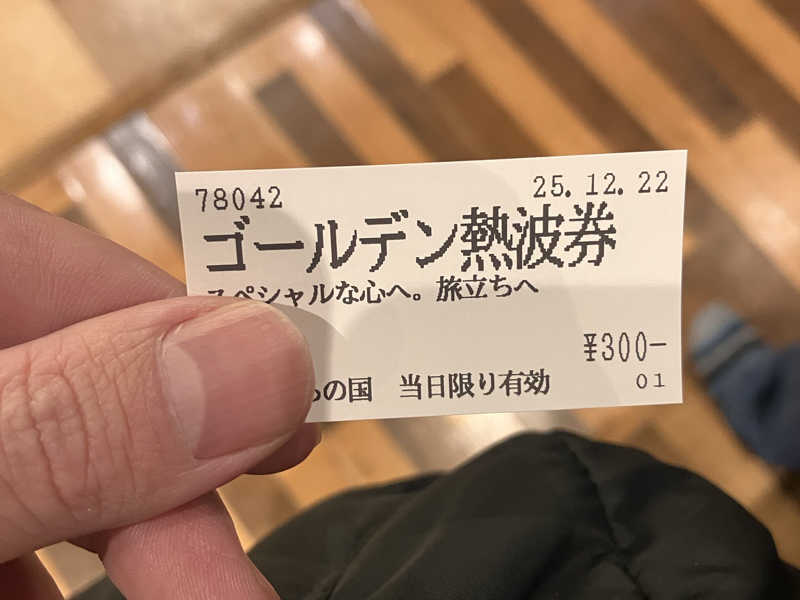 78042 25.12.22
ゴールデン熱波券
スペシャルな心へ。旅立ちへ
¥300-
の国 当日限り有効 01